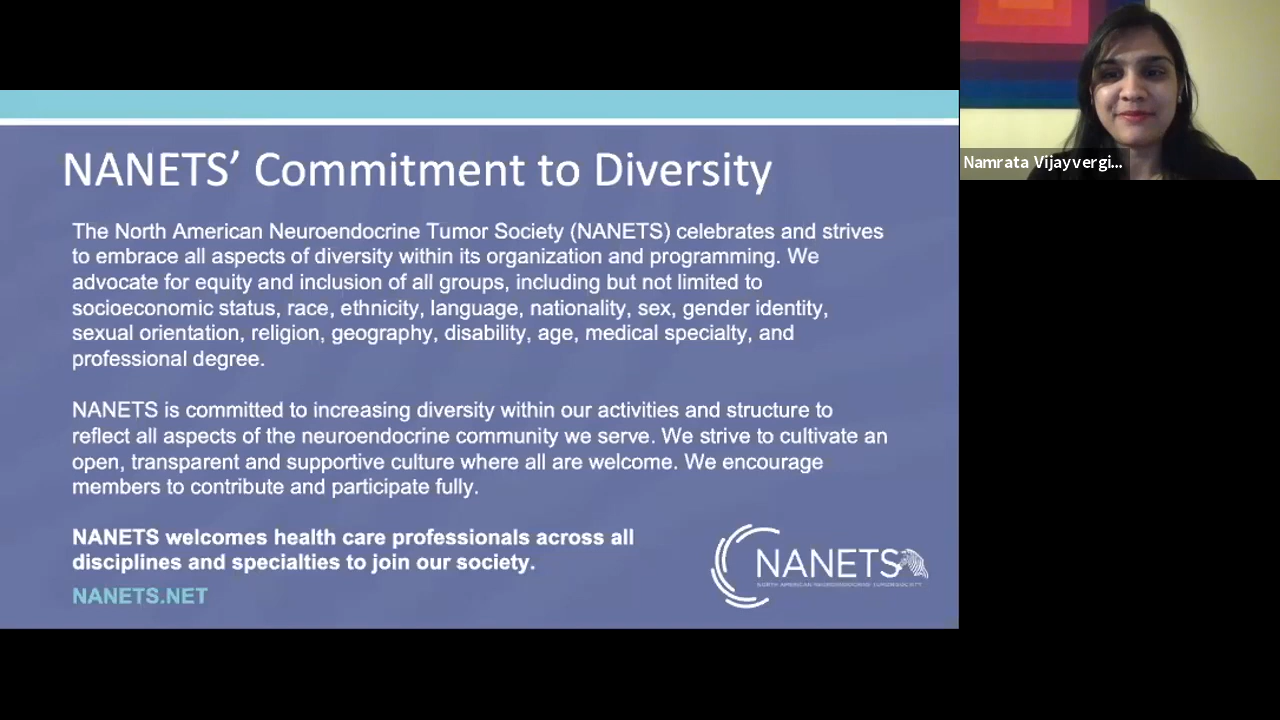 NANETS’ Commitment to Diversity
The North American Neuroendocrine Tumor Society (NANETS) celebrates and strives
to embrace all aspects of diversity within its organization and programming. We
advocate for equity and inclusion of all groups, including but not limited to
socioeconomic status, race, ethnicity, language, nationality, sex, gender identity,
sexual orientation, religion, geography, disability, age, medical specialty, and
professional degree.
NANETS is committed to increasing diversity within our activities and structure to
reflect all aspects of the neuroendocrine community we serve. We strive to cultivate an
open, transparent and supportive culture where all are welcome. We encourage
members to contribute and participate fully.
NANETS welcomes health care professionals across all
disciplines and specialties to join our society.
NANETS.NET
NANETS
NORTH AMERICAN NEUROENDOCRINE TUMOR SOCIETY
Namrata Vijayvergi...